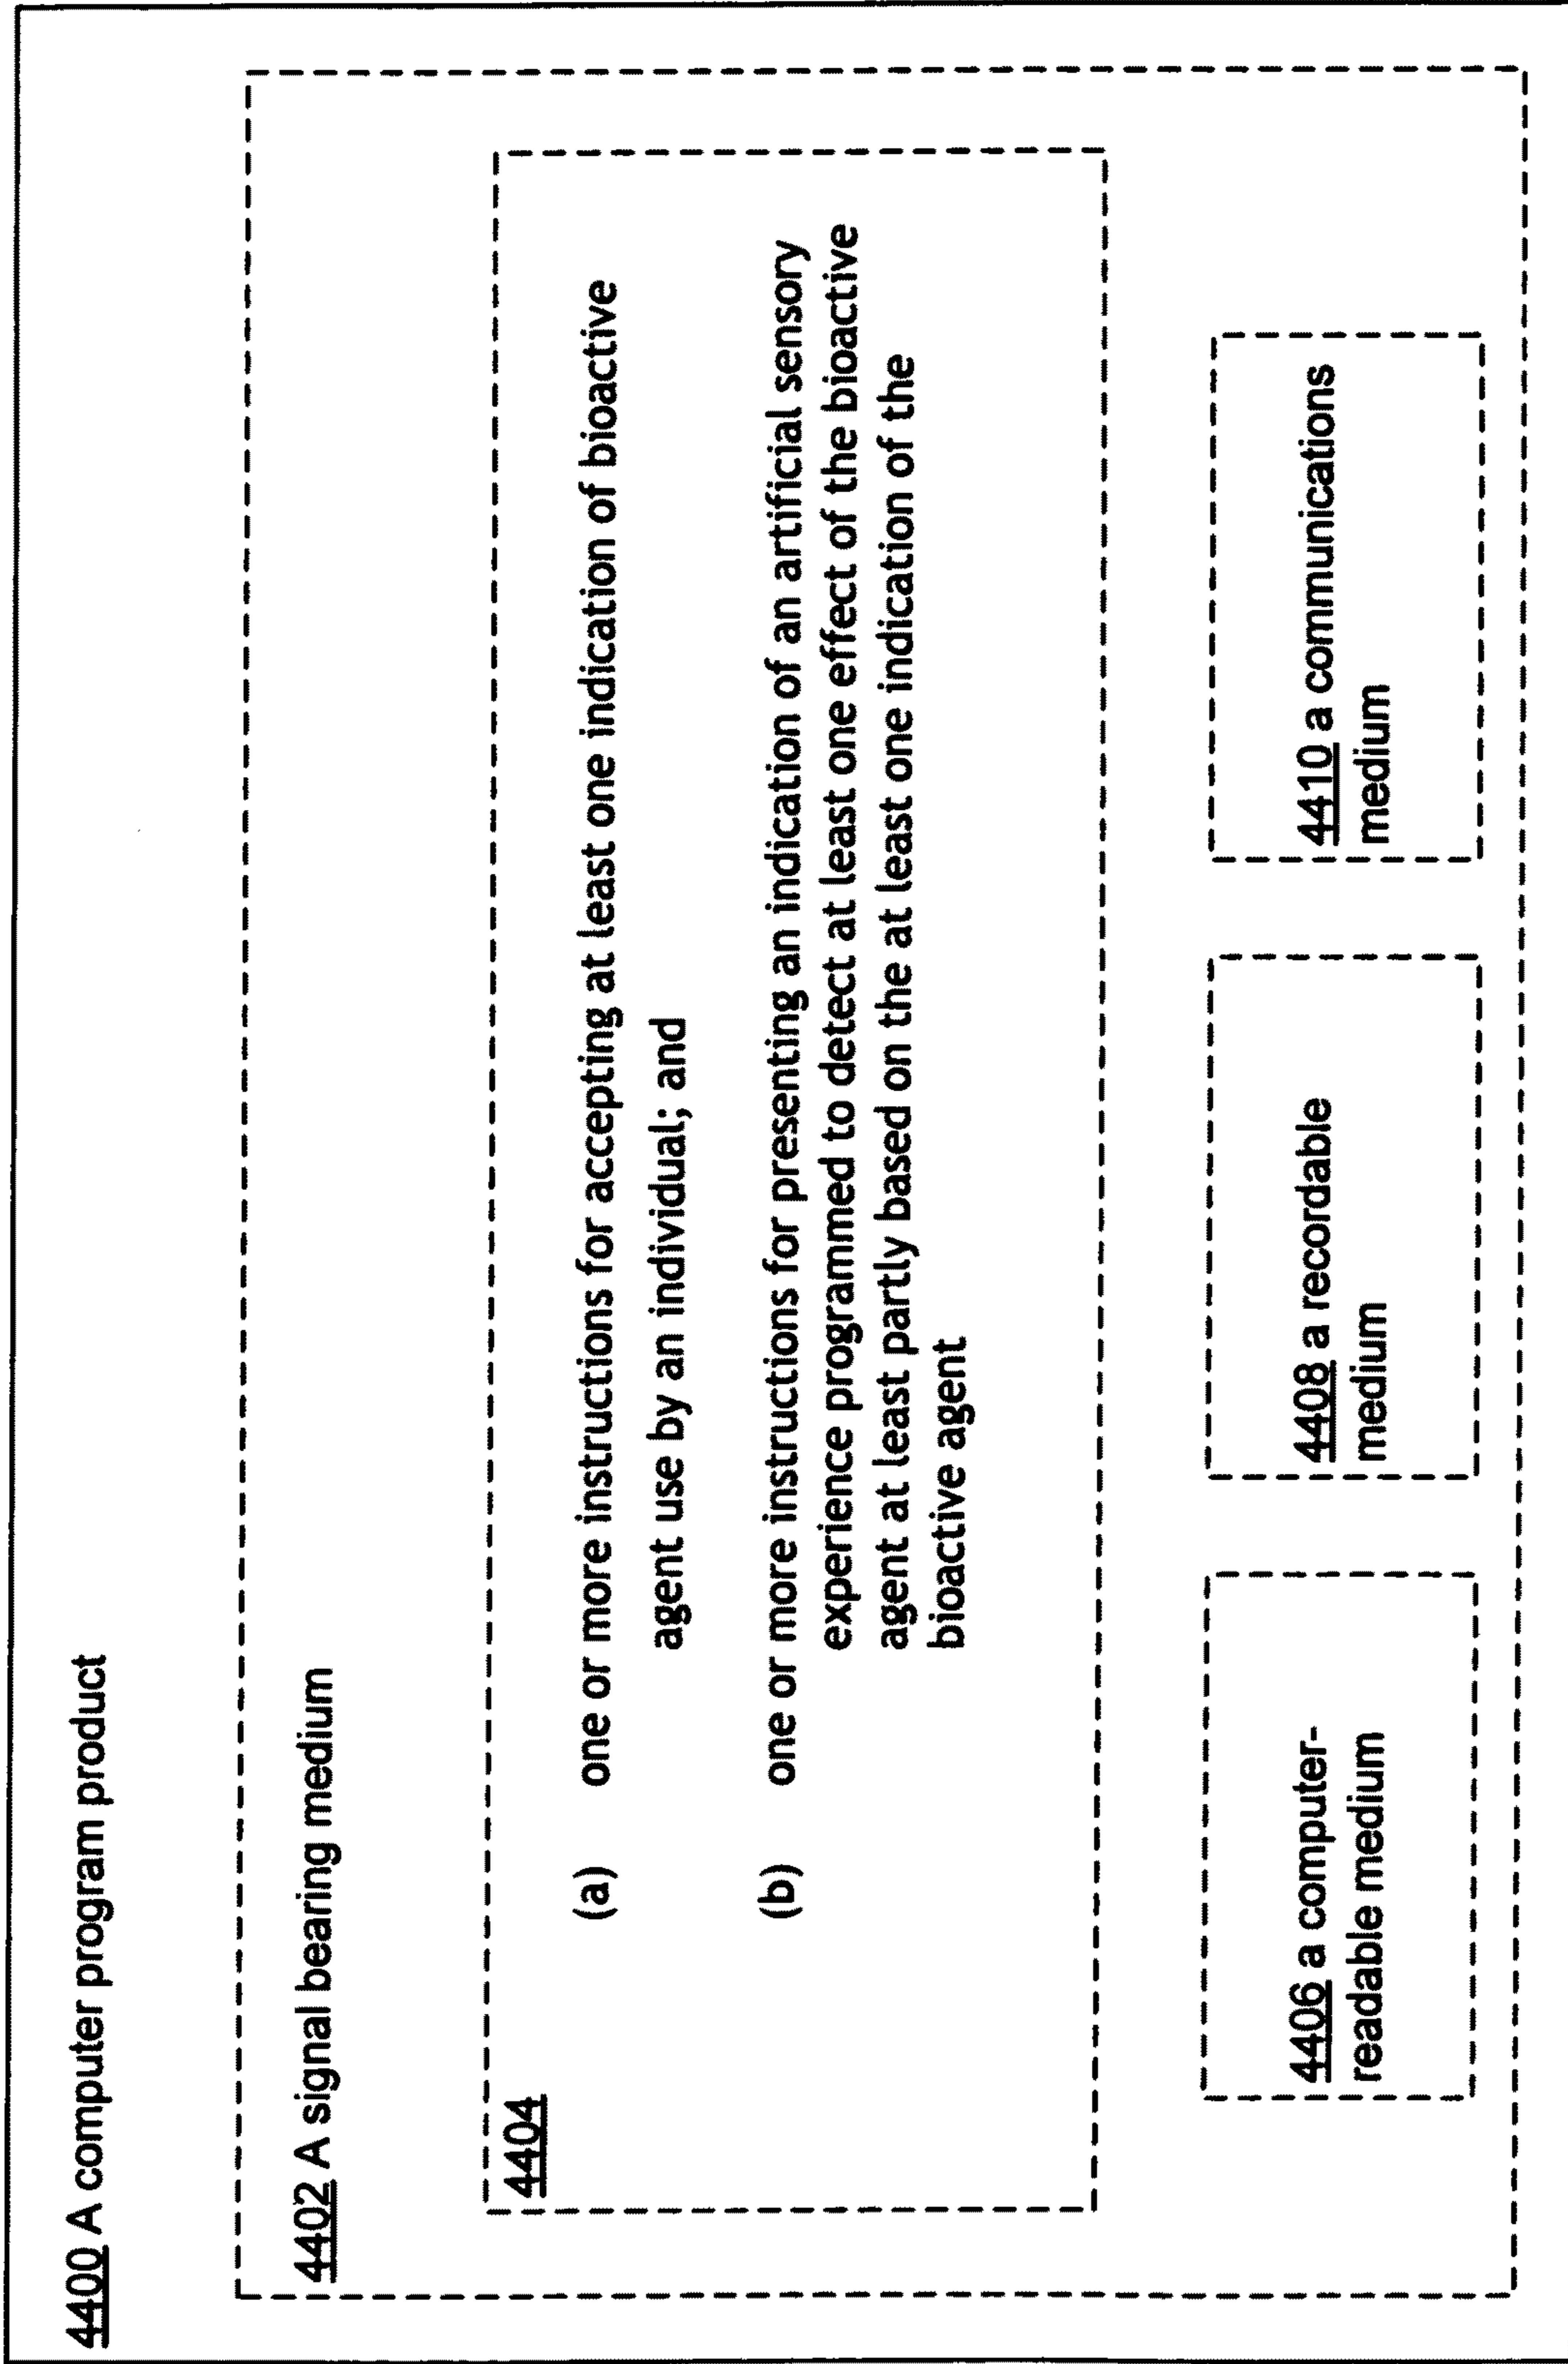 4400 A computer program product
4402 A signal bearing medium
4404
(a) one or more instructions for accepting at least one indication of bioactive
agent use by an individual; and
(b) one or more instructions for presenting an indication of an artificial sensory
experience programmed to detect at least one effect of the bioactive
agent at least partly based on the at least one indication of the
bioactive agent
4406 a computer-
readable medium
4408 a recordable
medium
4410 a communications
medium